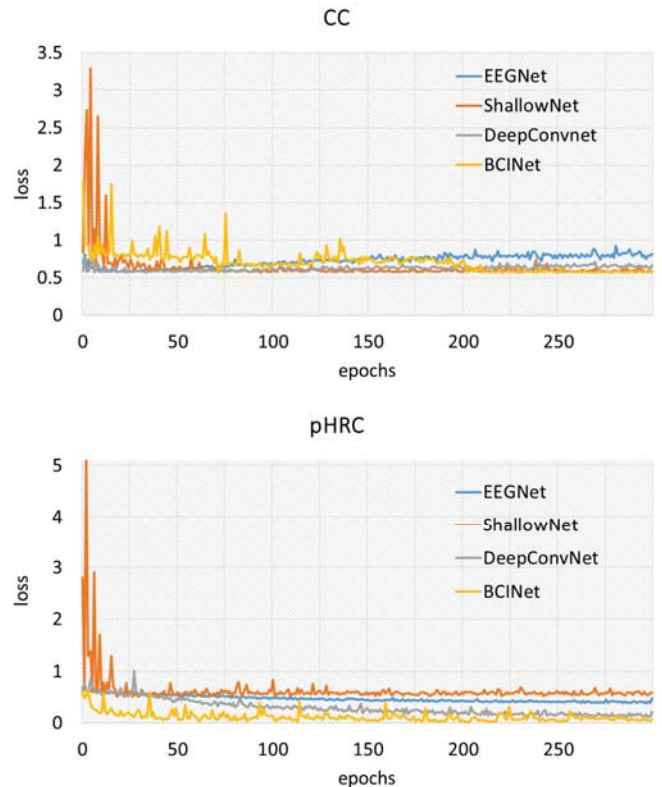 CC
3.5
3
2.5
2
1.5
1
0.5
0
loss
EEGNet
ShallowNet
DeepConvnet
BCINet
0 50 100 150 200 250
epochs
pHRC
5
4
3
2
1
0
loss
EEGNet
ShallowNet
DeepConvNet
BCINet
0 50 100 150 200 250
epochs